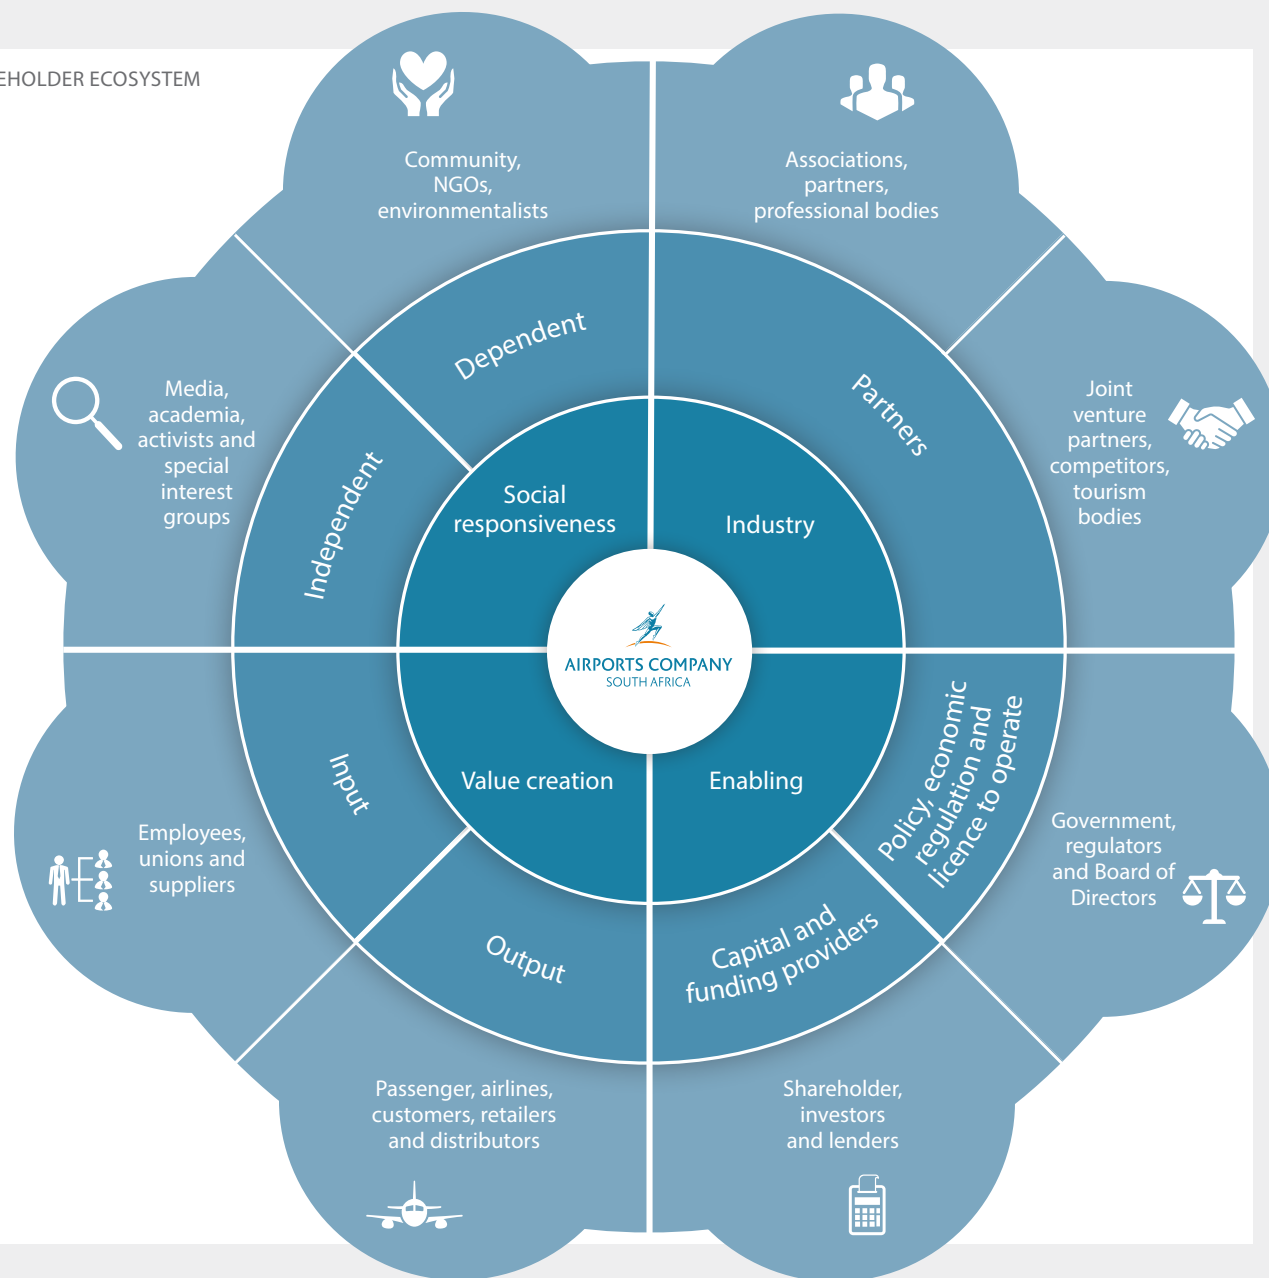 EHOLDER ECOSYSTEM
Community,
NGOs,
environmentalists
Associations,
partners,
professional bodies
Dependent
Partners
Media,
academia,
activists and
special
interest
groups
Joint
venture
partners,
competitors,
tourism
bodies
Independent
Social
responsiveness
Industry
AIRPORTS COMPANY
SOUTH AFRICA
Value creation
Enabling
Input
Policy, economic
regulation and
licence to operate
Employees,
unions and
suppliers
Government,
regulators
and Board of
Directors
Output
Capital and
funding providers
Passenger, airlines,
customers, retailers
and distributors
Shareholder,
investors
and lenders